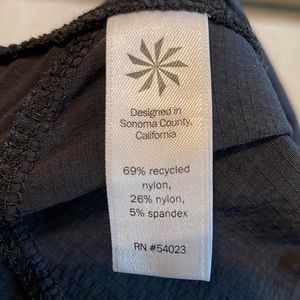 Designed in
Sonoma County,
California
69% recycled
nylon,
26% nylon,
5% spandex
RN #54023